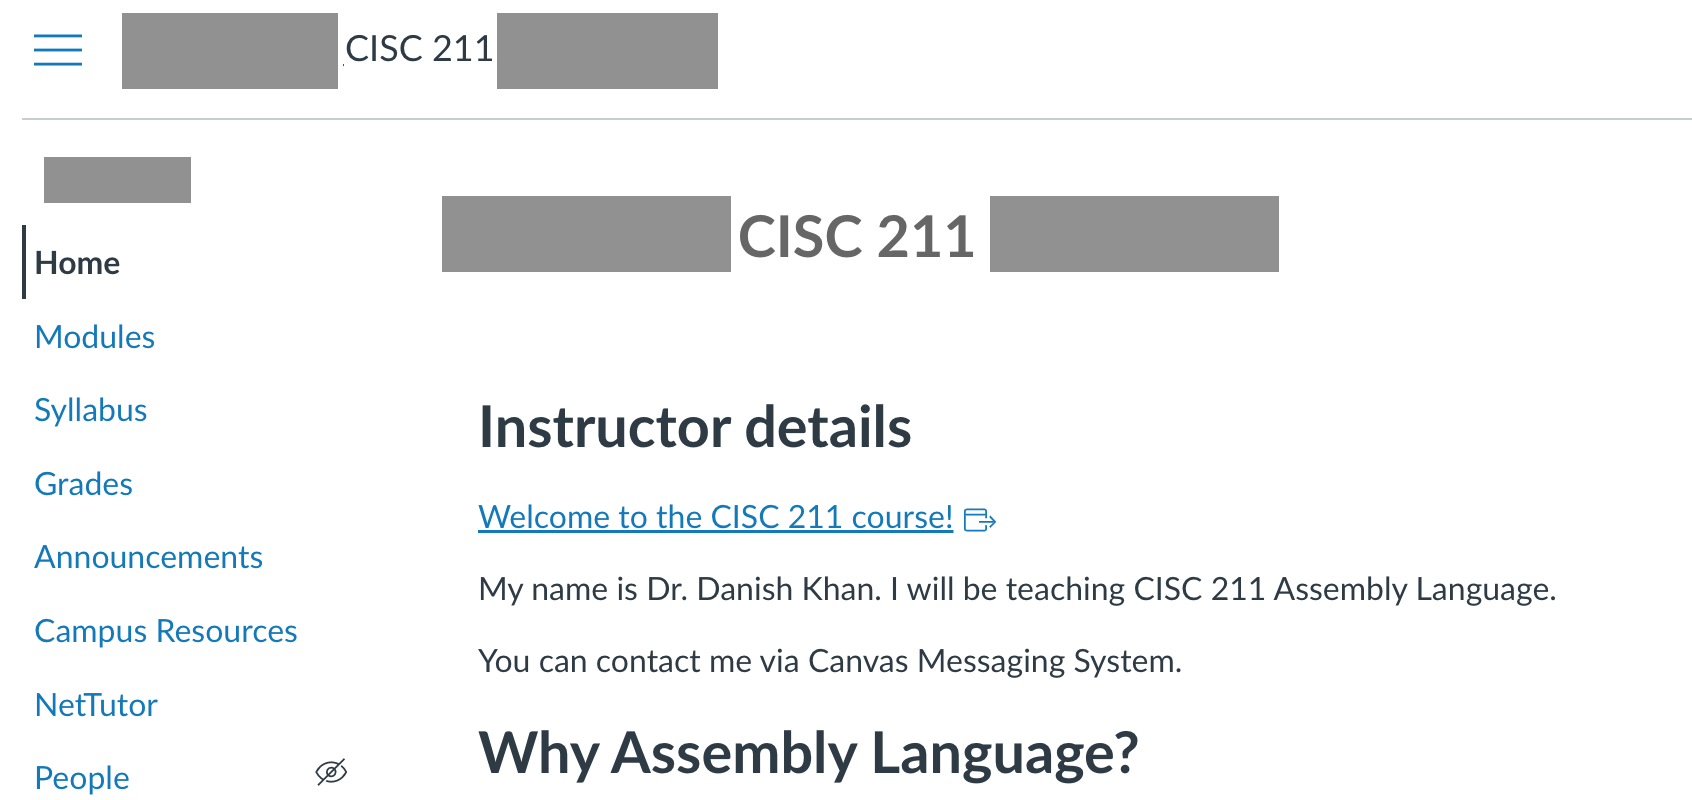 CISC 211
CISC 211
Home
Modules
Syllabus
Grades
Announcements
Campus Resources
NetTutor
People
Instructor details
Welcome to the CISC 211 course!
My name is Dr. Danish Khan. I will be teaching CISC 211 Assembly Language.
You can contact me via Canvas Messaging System.
Why Assembly Language?